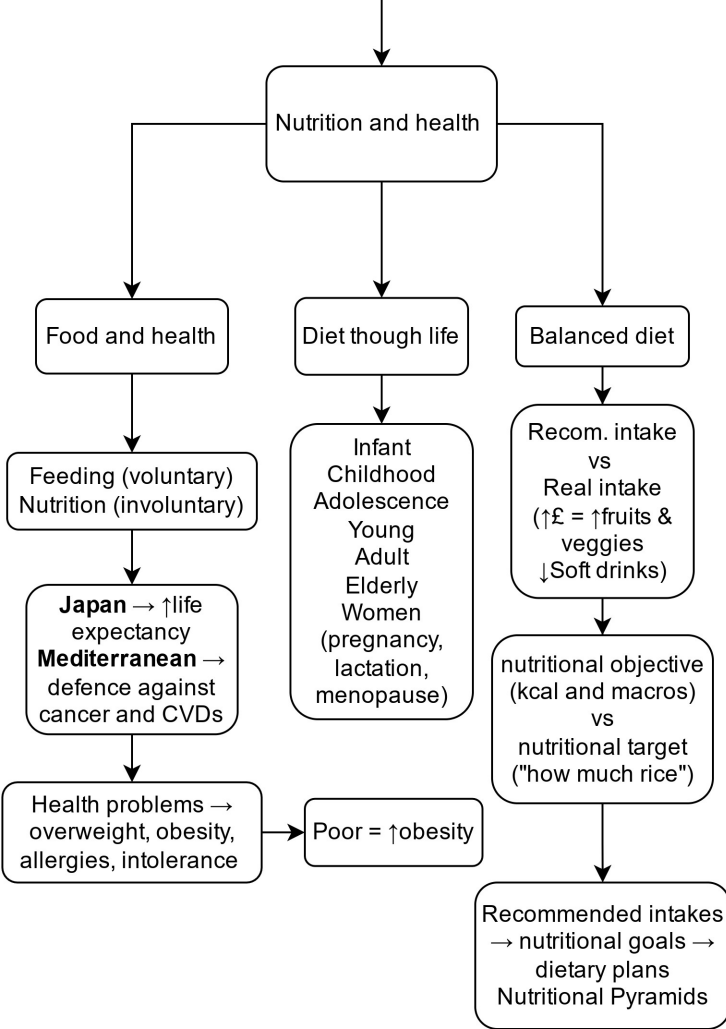 Nutrition and health
Food and health
Feeding (voluntary)
Nutrition (involuntary)
Japan → ↑life
expectancy
Mediterranean →
defence against
cancer and CVDs
Health problems →
overweight, obesity,
allergies, intolerance
Poor = ↑obesity
Diet though life
Infant
Childhood
Adolescence
Young
Adult
Elderly
Women
(pregnancy,
lactation,
menopause)
Balanced diet
Recom. intake
vs
Real intake
(↑£ = ↑fruits &
veggies
↓Soft drinks)
nutritional objective
(kcal and macros)
vs
nutritional target
("how much rice")
Recommended intakes
→ nutritional goals →
dietary plans
Nutritional Pyramids